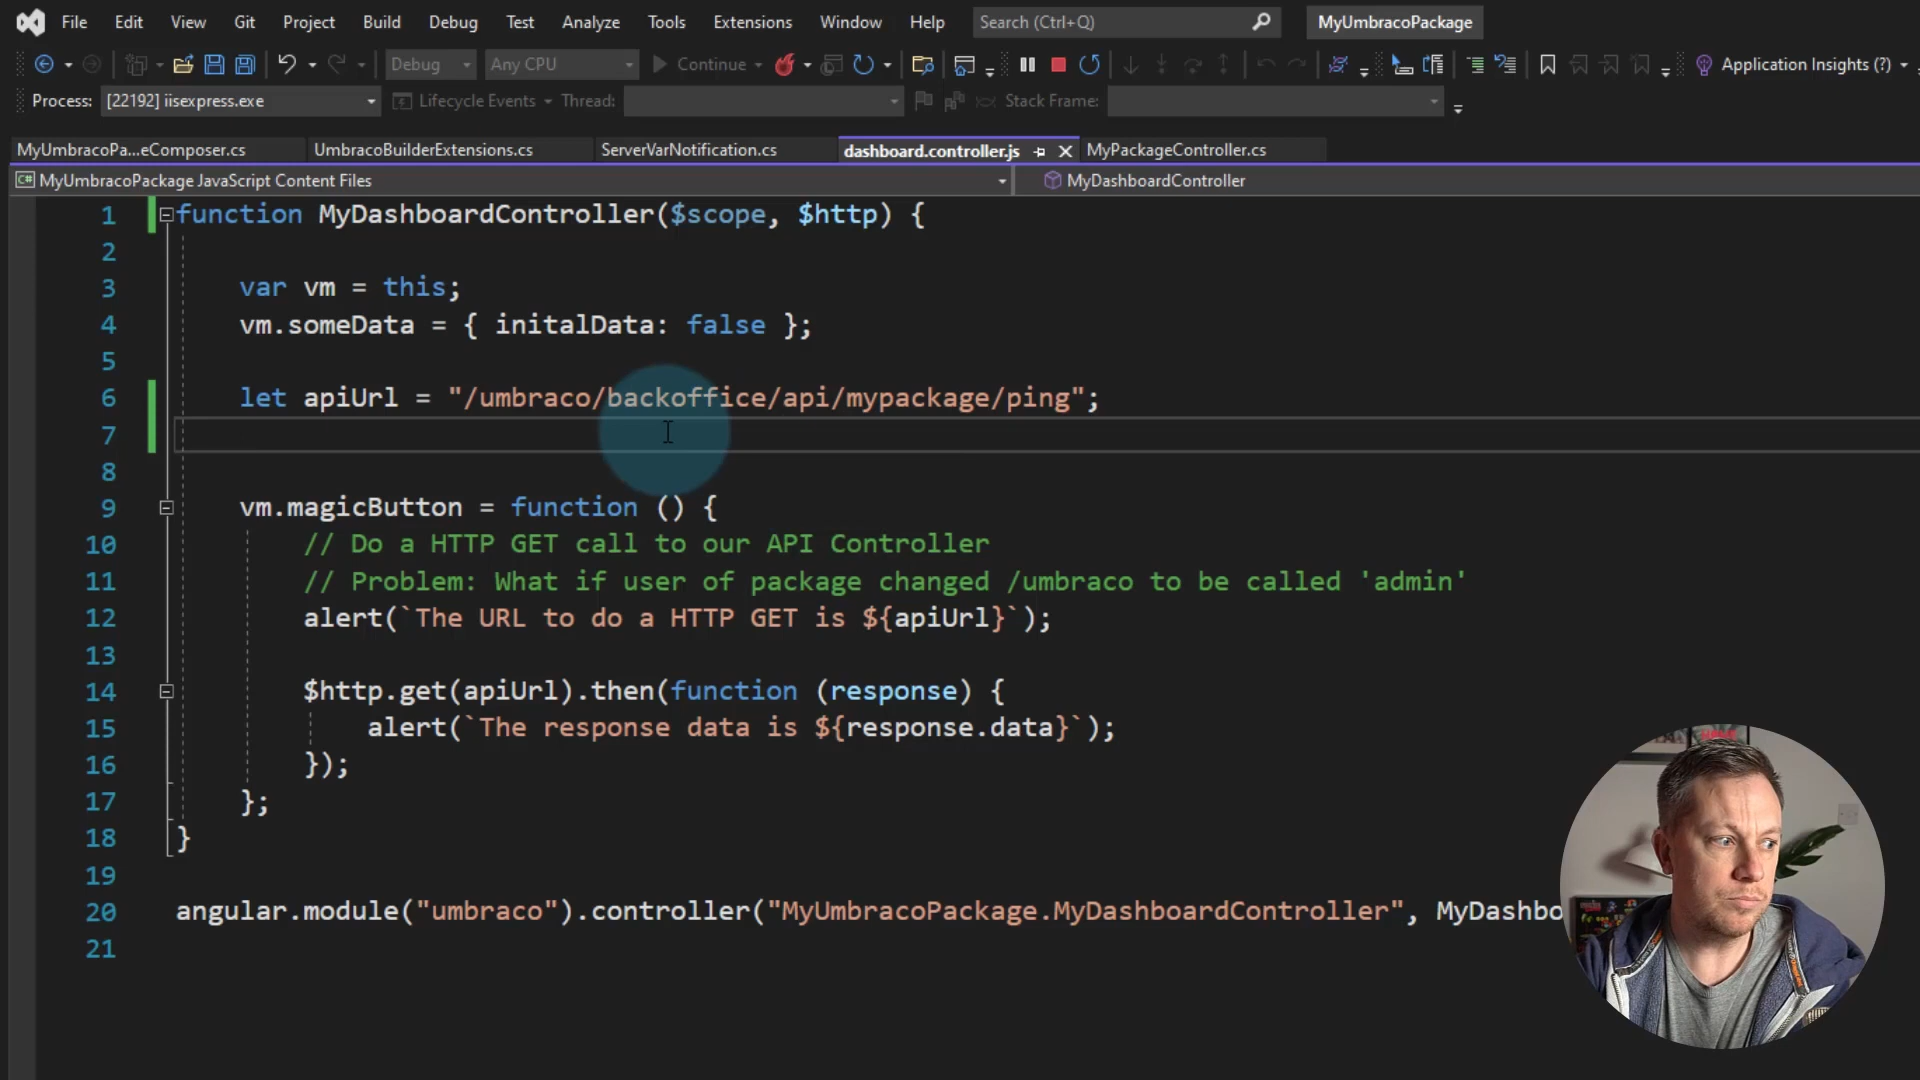 File Edit View Git Project Build Debug Test Analyze Tools Extensions Window Help Search (Ctrl+Q) MyUmbracoPackage
Debug Any CPU Continue Application Insights (?)
Process: [22192] iisexpress.exe Lifecycle Events Thread: Stack Frame:
MyUmbracoPa...eComposer.cs UmbracoBuilderExtensions.cs ServerVarNotification.cs dashboard.controller.js MyPackageController.cs
MyUmbracoPackage JavaScript Content Files MyDashboardController
1 function MyDashboardController($scope, $http) {
2
3 var vm = this;
4 vm.someData = { initalData: false };
5
6 let apiUrl = "/umbraco/backoffice/api/mypackage/ping";
7
8
9 vm.magicButton = function () {
10 // Do a HTTP GET call to our API Controller
11 // Problem: What if user of package changed /umbraco to be called 'admin'
12 alert(`The URL to do a HTTP GET is ${apiUrl}`);
13
14 $http.get(apiUrl).then(function (response) {
15 alert(`The response data is ${response.data}`);
16 });
17 };
18 }
19
20 angular.module("umbraco").controller("MyUmbracoPackage.MyDashboardController", MyDashbo
21